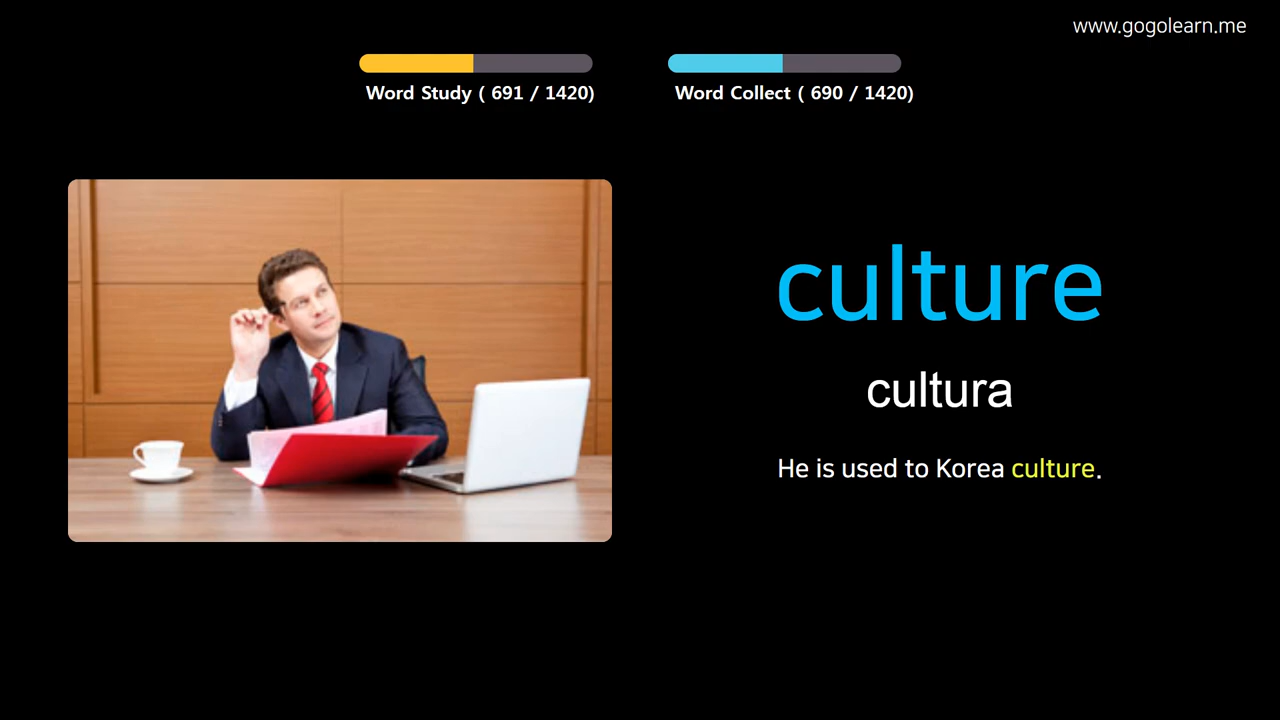 www.gogolearn.me
Word Study ( 691 / 1420)
Word Collect ( 690 / 1420)
culture
cultura
He is used to Korea culture.